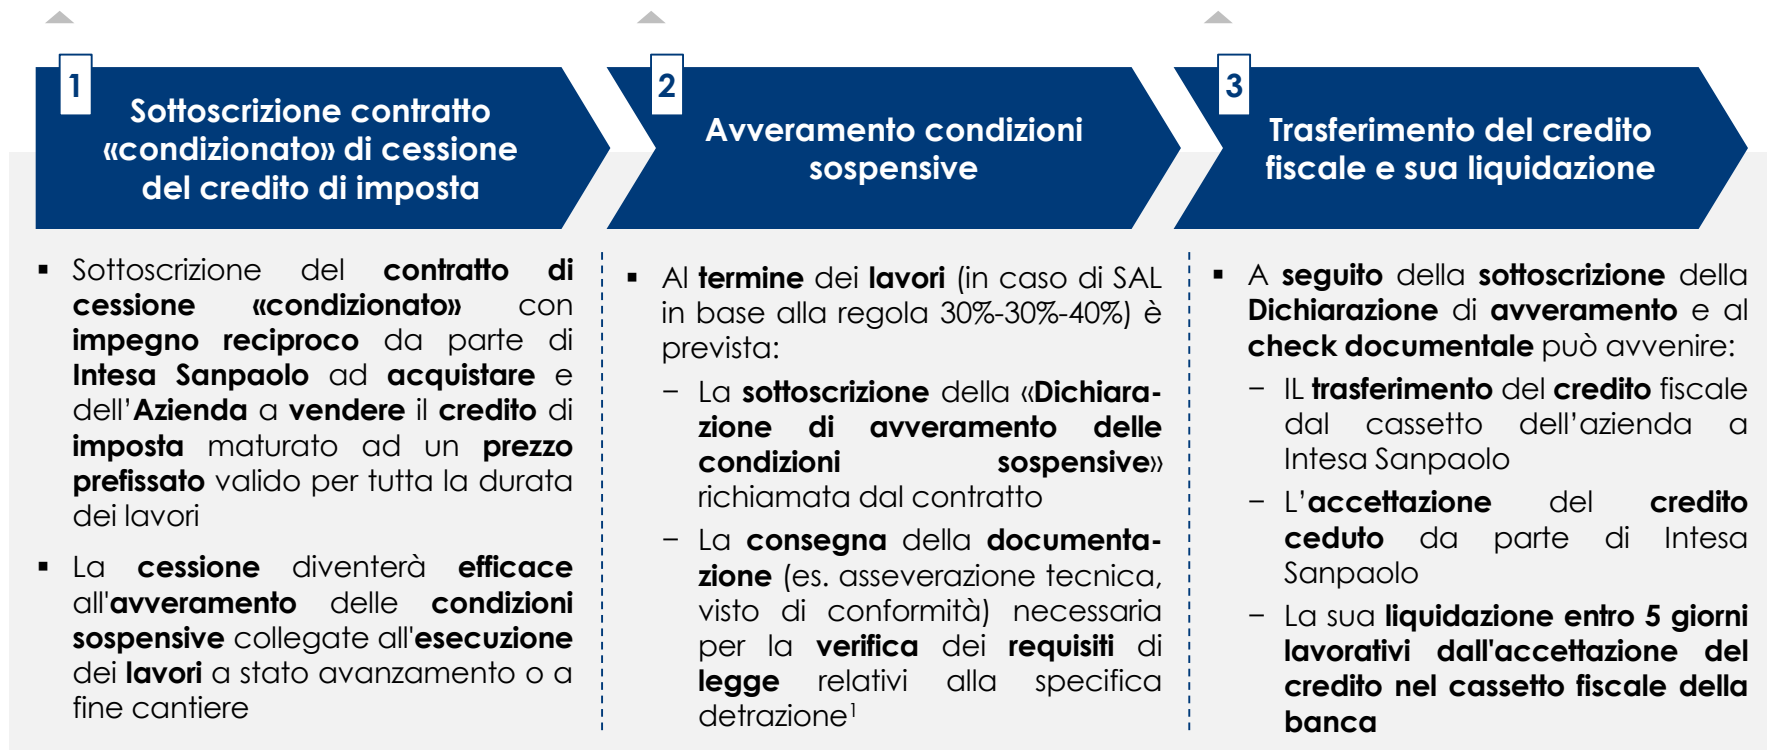 1
Sottoscrizione contratto
«condizionato» di cessione
del credito di imposta
▪ Sottoscrizione del contratto di
cessione «condizionato» con
impegno reciproco da parte di
Intesa Sanpaolo ad acquistare e
dell’Azienda a vendere il credito di
imposta maturato ad un prezzo
prefissato valido per tutta la durata
dei lavori
▪ La cessione diventerà efficace
all'avveramento delle condizioni
sospensive collegate all'esecuzione
dei lavori a stato avanzamento o a
fine cantiere
2
Avveramento condizioni
sospensive
▪ Al termine dei lavori (in caso di SAL
in base alla regola 30%-30%-40%) è
prevista:
− La sottoscrizione della «Dichiara-
zione di avveramento delle
condizioni sospensive»
richiamata dal contratto
− La consegna della documenta-
zione (es. asseverazione tecnica,
visto di conformità) necessaria
per la verifica dei requisiti di
legge relativi alla specifica
detrazione¹
3
Trasferimento del credito
fiscale e sua liquidazione
▪ A seguito della sottoscrizione della
Dichiarazione di avveramento e al
check documentale può avvenire:
− IL trasferimento del credito fiscale
dal cassetto dell’azienda a
Intesa Sanpaolo
− L’accettazione del credito
ceduto da parte di Intesa
Sanpaolo
− La sua liquidazione entro 5 giorni
lavorativi dall'accettazione del
credito nel cassetto fiscale della
banca